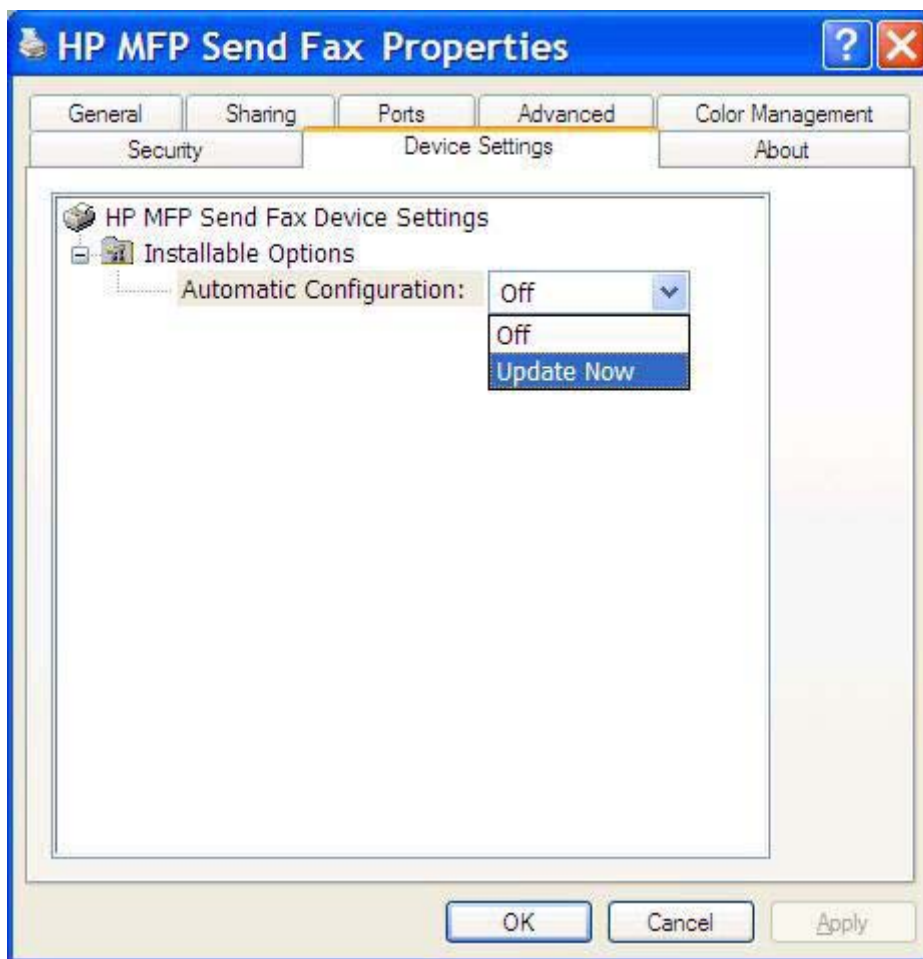 HP MFP Send Fax Properties
?
General Sharing Ports Advanced Color Management
Security Device Settings About
HP MFP Send Fax Device Settings
Installable Options
Automatic Configuration: Off
Off
Update Now
OK Cancel Apply